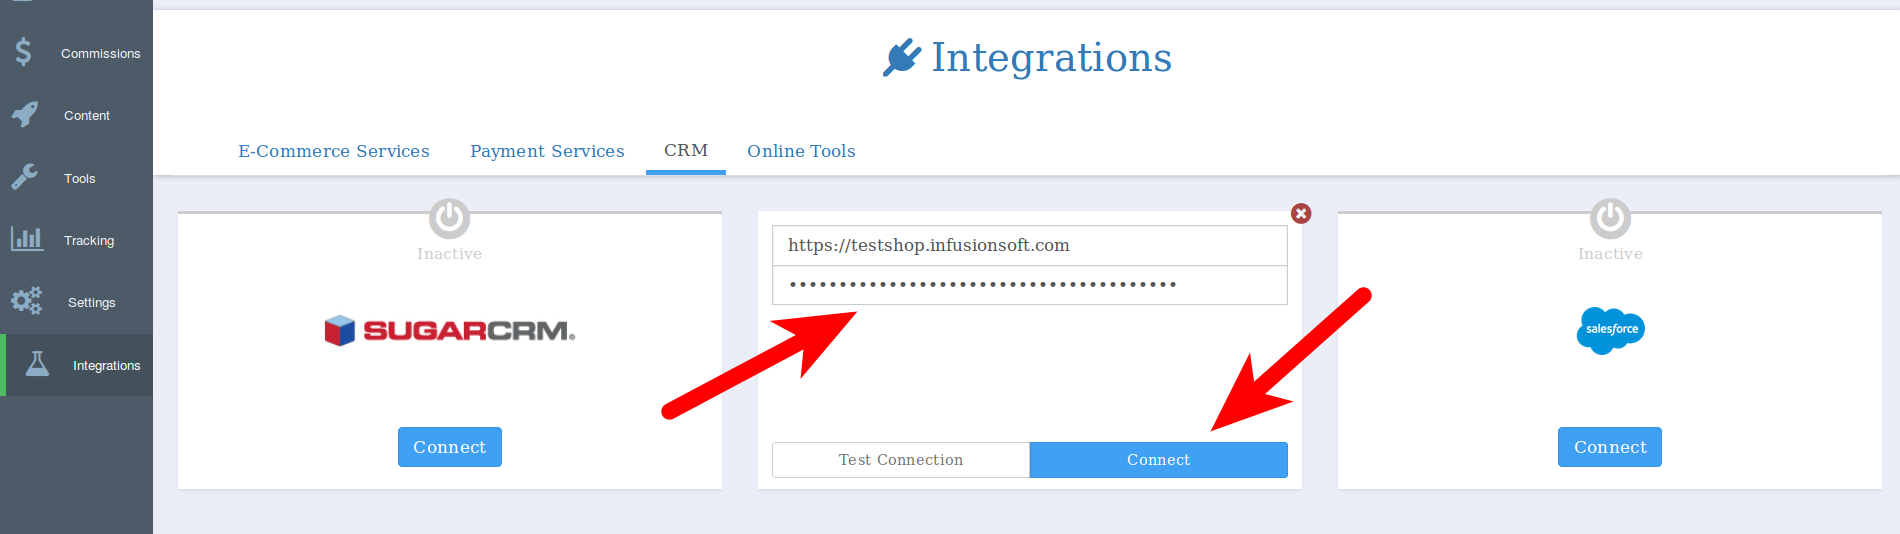 Commissions
Content
Tools
Tracking
Settings
Integrations
Integrations
E-Commerce Services
Payment Services
CRM
Online Tools
Inactive
SUGARCRM®
Connect
https://testshop.infusionsoft.com
•••••••••••••••••••••••••••••••••••••••
Test Connection
Connect
Inactive
salesforce
Connect